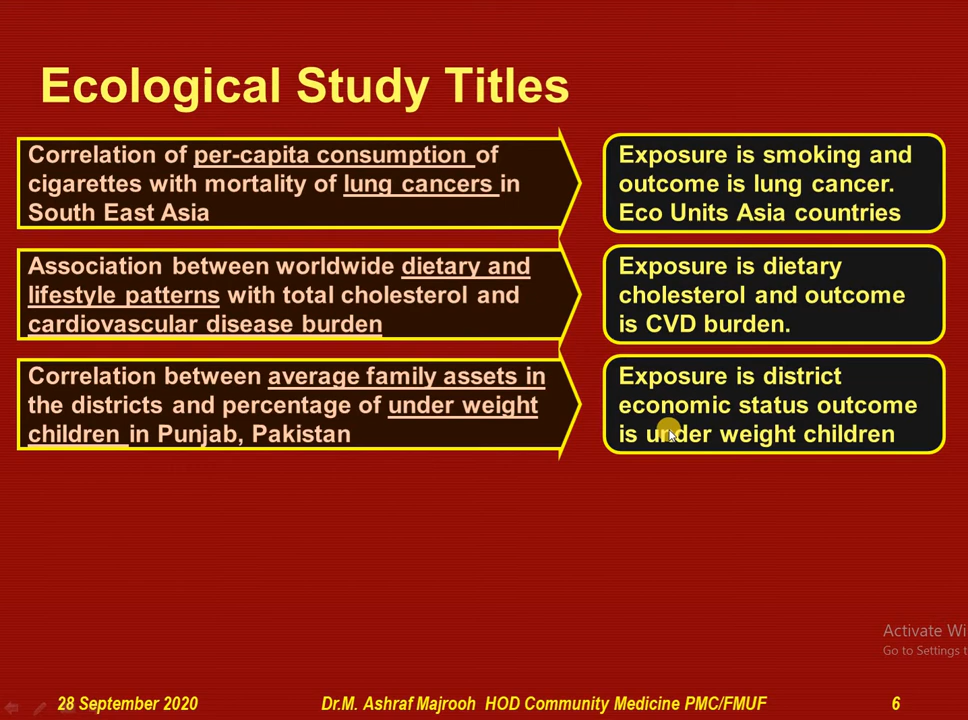 Ecological Study Titles
Correlation of per-capita consumption of
cigarettes with mortality of lung cancers in
South East Asia
Exposure is smoking and
outcome is lung cancer.
Eco Units Asia countries
Association between worldwide dietary and
lifestyle patterns with total cholesterol and
cardiovascular disease burden
Exposure is dietary
cholesterol and outcome
is CVD burden.
Correlation between average family assets in
the districts and percentage of under weight
children in Punjab, Pakistan
Exposure is district
economic status outcome
is under weight children
Activate Wi
Go to Settings t
28 September 2020
Dr.M. Ashraf Majrooh HOD Community Medicine PMC/FMUF
6